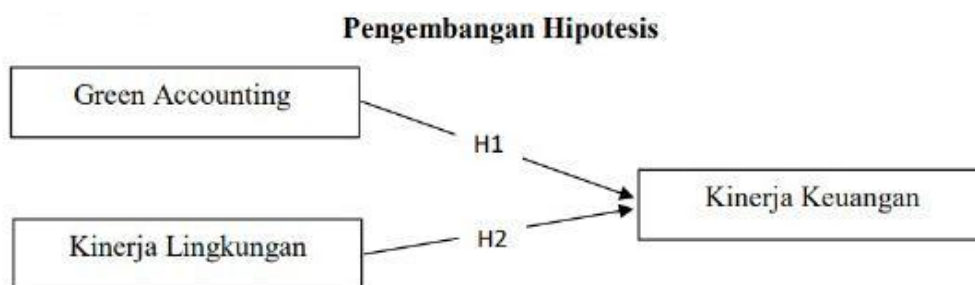 Pengembangan Hipotesis
Green Accounting
H1
Kinerja Keuangan
Kinerja Lingkungan
H2